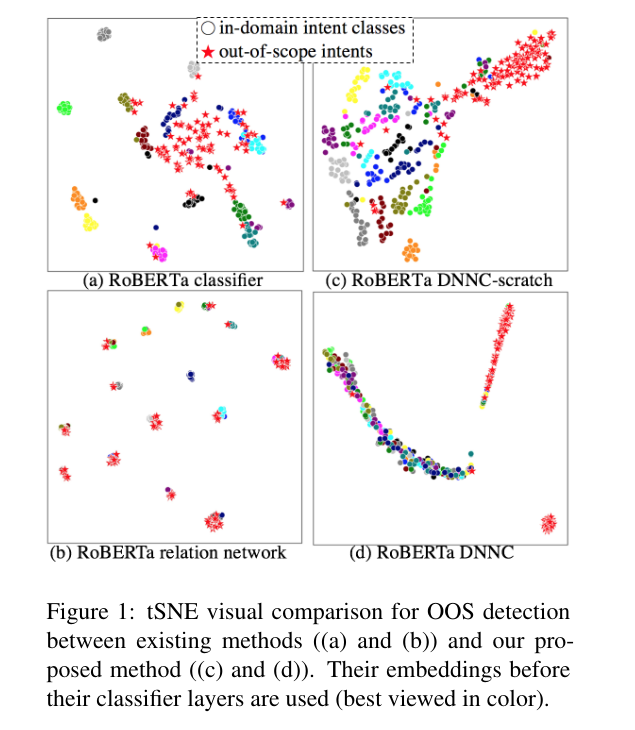 in-domain intent classes
out-of-scope intents
(a) RoBERTa classifier
(c) RoBERTa DNNC-scratch
(b) RoBERTa relation network
(d) RoBERTa DNNC
Figure 1: tSNE visual comparison for OOS detection
between existing methods ((a) and (b)) and our pro-
posed method ((c) and (d)). Their embeddings before
their classifier layers are used (best viewed in color).